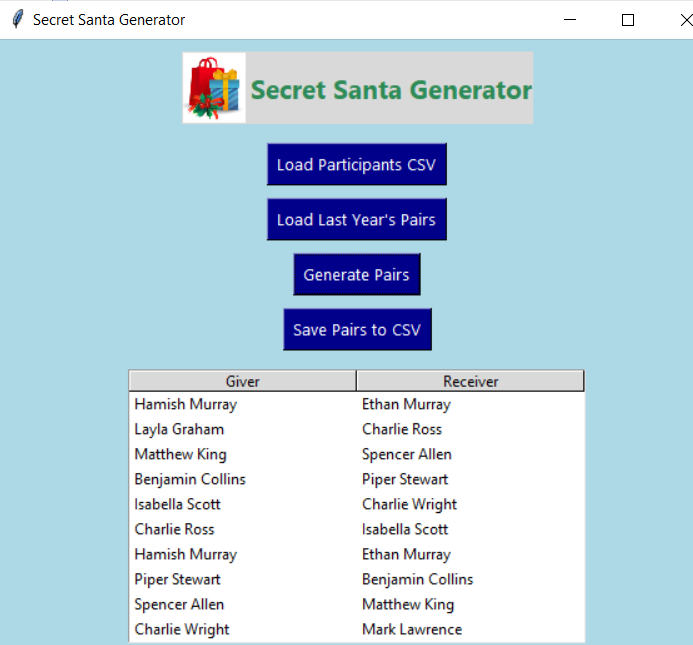 Secret Santa Generator
Secret Santa Generator
Load Participants CSV
Load Last Year's Pairs
Generate Pairs
Save Pairs to CSV
Giver Receiver
Hamish Murray Ethan Murray
Layla Graham Charlie Ross
Matthew King Spencer Allen
Benjamin Collins Piper Stewart
Isabella Scott Charlie Wright
Charlie Ross Isabella Scott
Hamish Murray Ethan Murray
Piper Stewart Benjamin Collins
Spencer Allen Matthew King
Charlie Wright Mark Lawrence